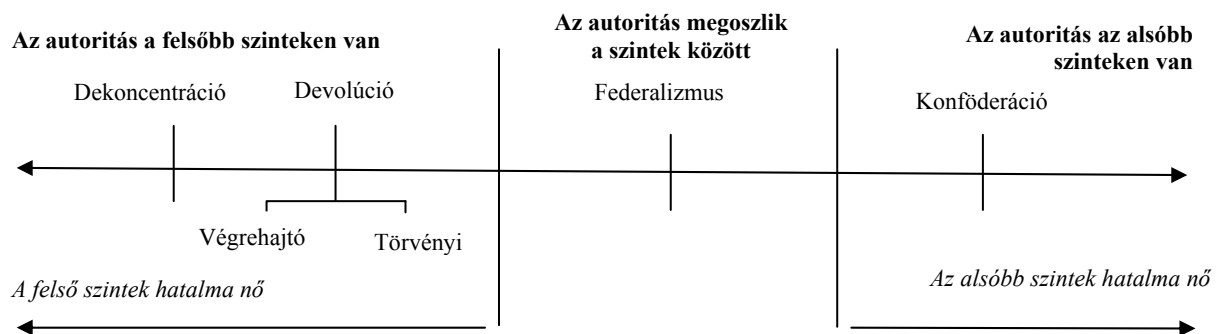 Az autoritás a felsőbb szinteken van
Az autoritás megoszlik
a szintek között
Az autoritás az alsóbb
szinteken van
Dekoncentráció
Devolúció
Federalizmus
Konföderáció
Végrehajtó
Törvényi
A felső szintek hatalma nő
Az alsóbb szintek hatalma nő